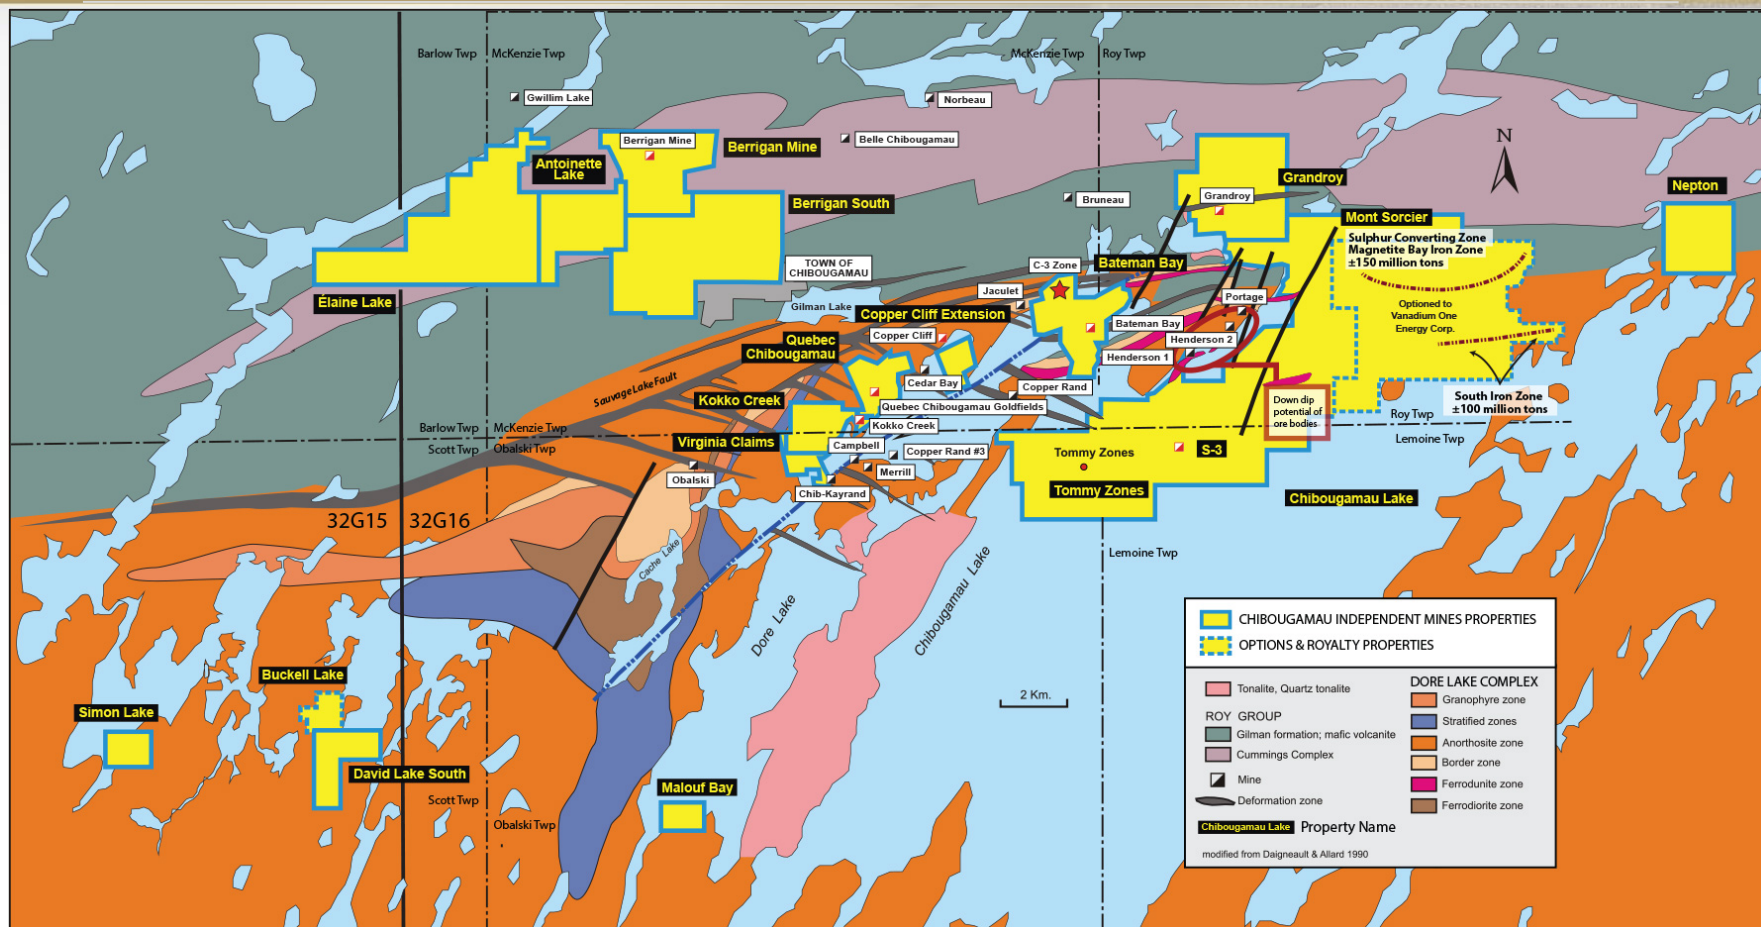 Barlow Twp
McKenzie Twp
McKenzie Twp
Roy Twp
Gwillim Lake
Norbeau
Berrigan Mine
Belle Chibougamau
Berrigan Mine
Antoinette
Lake
N
Grandroy
Nepton
Berrigan South
Bruneau
Grandroy
Mont Sorcier
Sulphur Converting Zone
Magnetite Bay Iron Zone
±150 million tons
TOWN OF
CHIBOUGAMAU
C-3 Zone
Bateman Bay
Élaine Lake
Gilman Lake
Jaculet
Portage
Optioned to
Vanadium One
Energy Corp.
Copper Cliff Extension
Copper Cliff
Bateman Bay
Henderson 2
Quebec
Chibougamau
Henderson 1
Cedar Bay
Copper Rand
Sauvage Lake Fault
Kokko Creek
Quebec Chibougamau Goldfields
Down dip
potential of
ore bodies
South Iron Zone
±100 million tons
Roy Twp
Barlow Twp
McKenzie Twp
Kokko Creek
Lemoine Twp
Scott Twp
Obalski Twp
Virginia Claims
Campbell
Copper Rand #3
Tommy Zones
S-3
Merrill
Obalski
Chib-Kayrand
Tommy Zones
Chibougamau Lake
32G15
32G16
Cache Lake
Lemoine Twp
Dore Lake
Chibougamau Lake
Buckell Lake
Simon Lake
David Lake South
Malouf Bay
Scott Twp
Obalski Twp
2 Km.
CHIBOUGAMAU INDEPENDENT MINES PROPERTIES
OPTIONS & ROYALTY PROPERTIES
Tonalite, Quartz tonalite
ROY GROUP
Gilman formation; mafic volcanite
Cummings Complex
Mine
Deformation zone
Chibougamau Lake Property Name
modified from Daigneault & Allard 1990
DORE LAKE COMPLEX
Granophyre zone
Stratified zones
Anorthosite zone
Border zone
Ferrodunite zone
Ferrodiorite zone